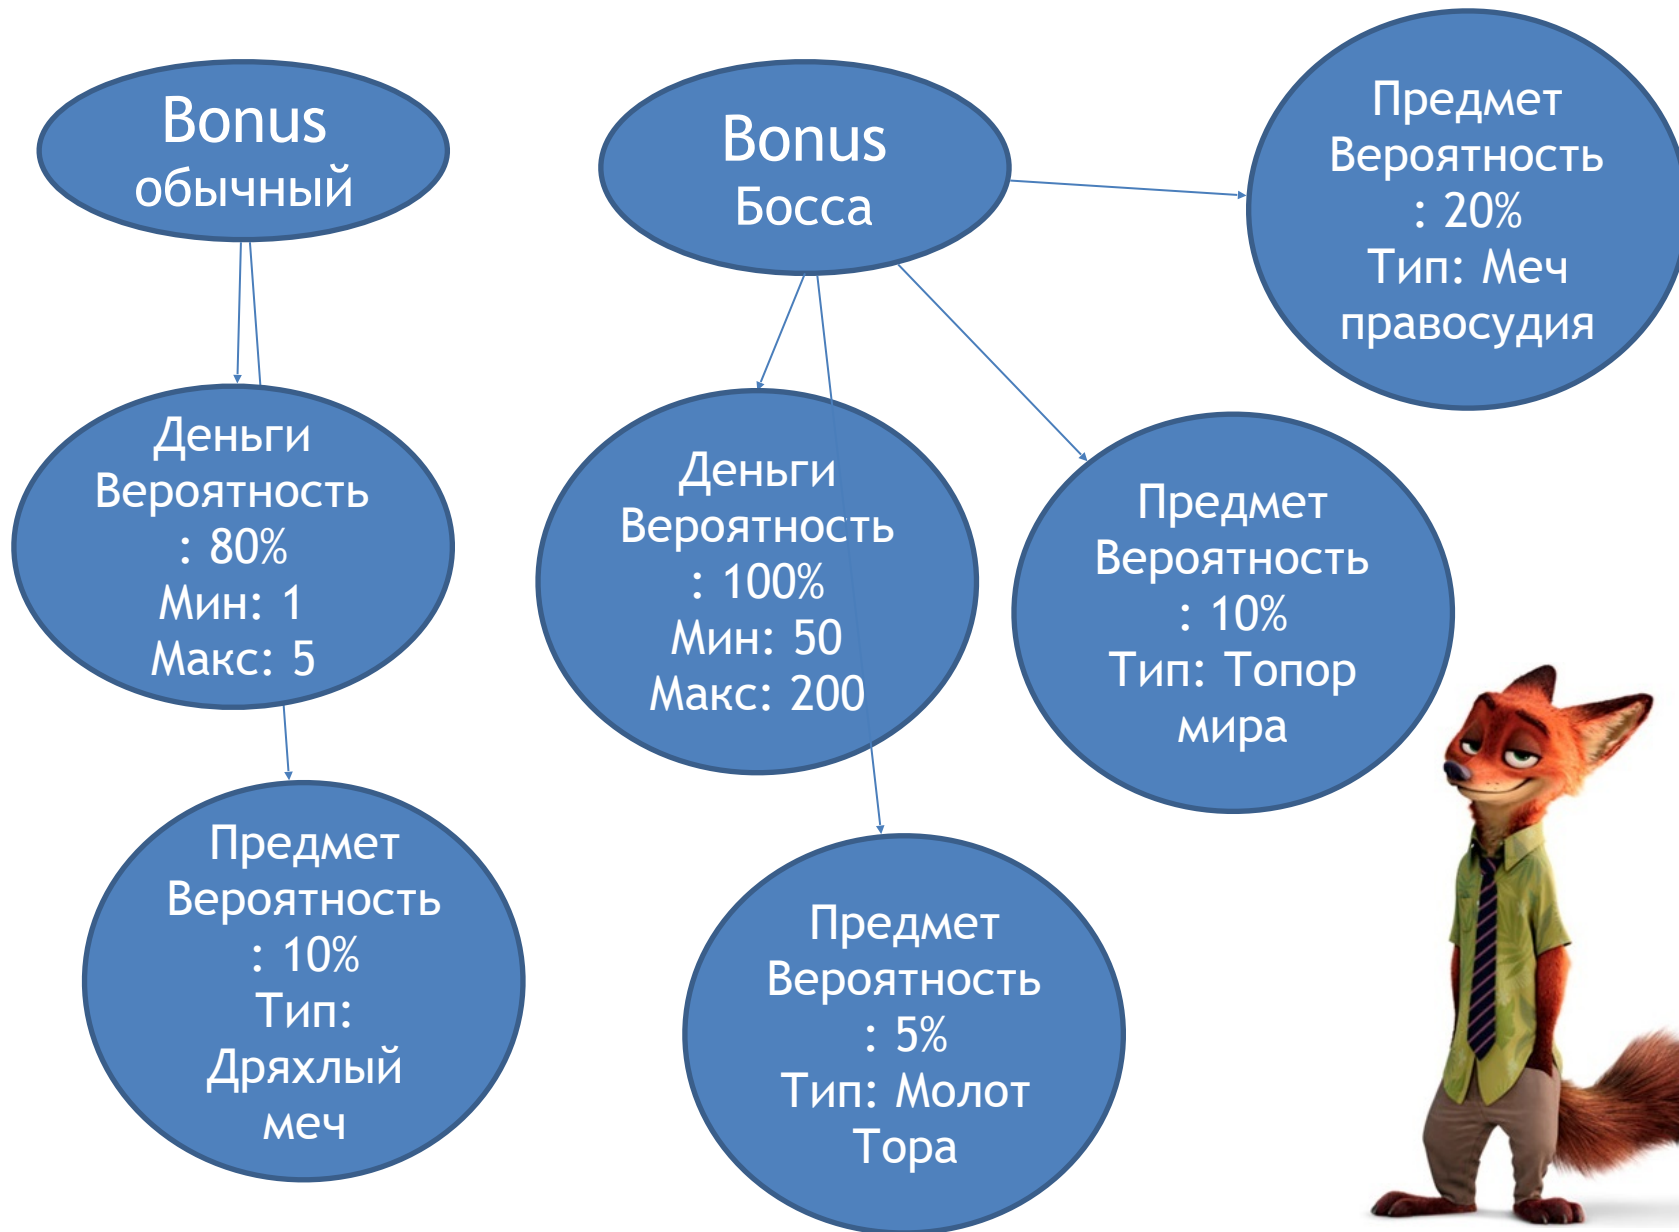 Bonus
обычный
Bonus
Босса
Предмет
Вероятность
: 20%
Тип: Меч
правосудия
Деньги
Вероятность
: 80%
Мин: 1
Макс: 5
Деньги
Вероятность
: 100%
Мин: 50
Макс: 200
Предмет
Вероятность
: 10%
Тип: Топор
мира
Предмет
Вероятность
: 10%
Тип:
Дряхлый
меч
Предмет
Вероятность
: 5%
Тип: Молот
Тора